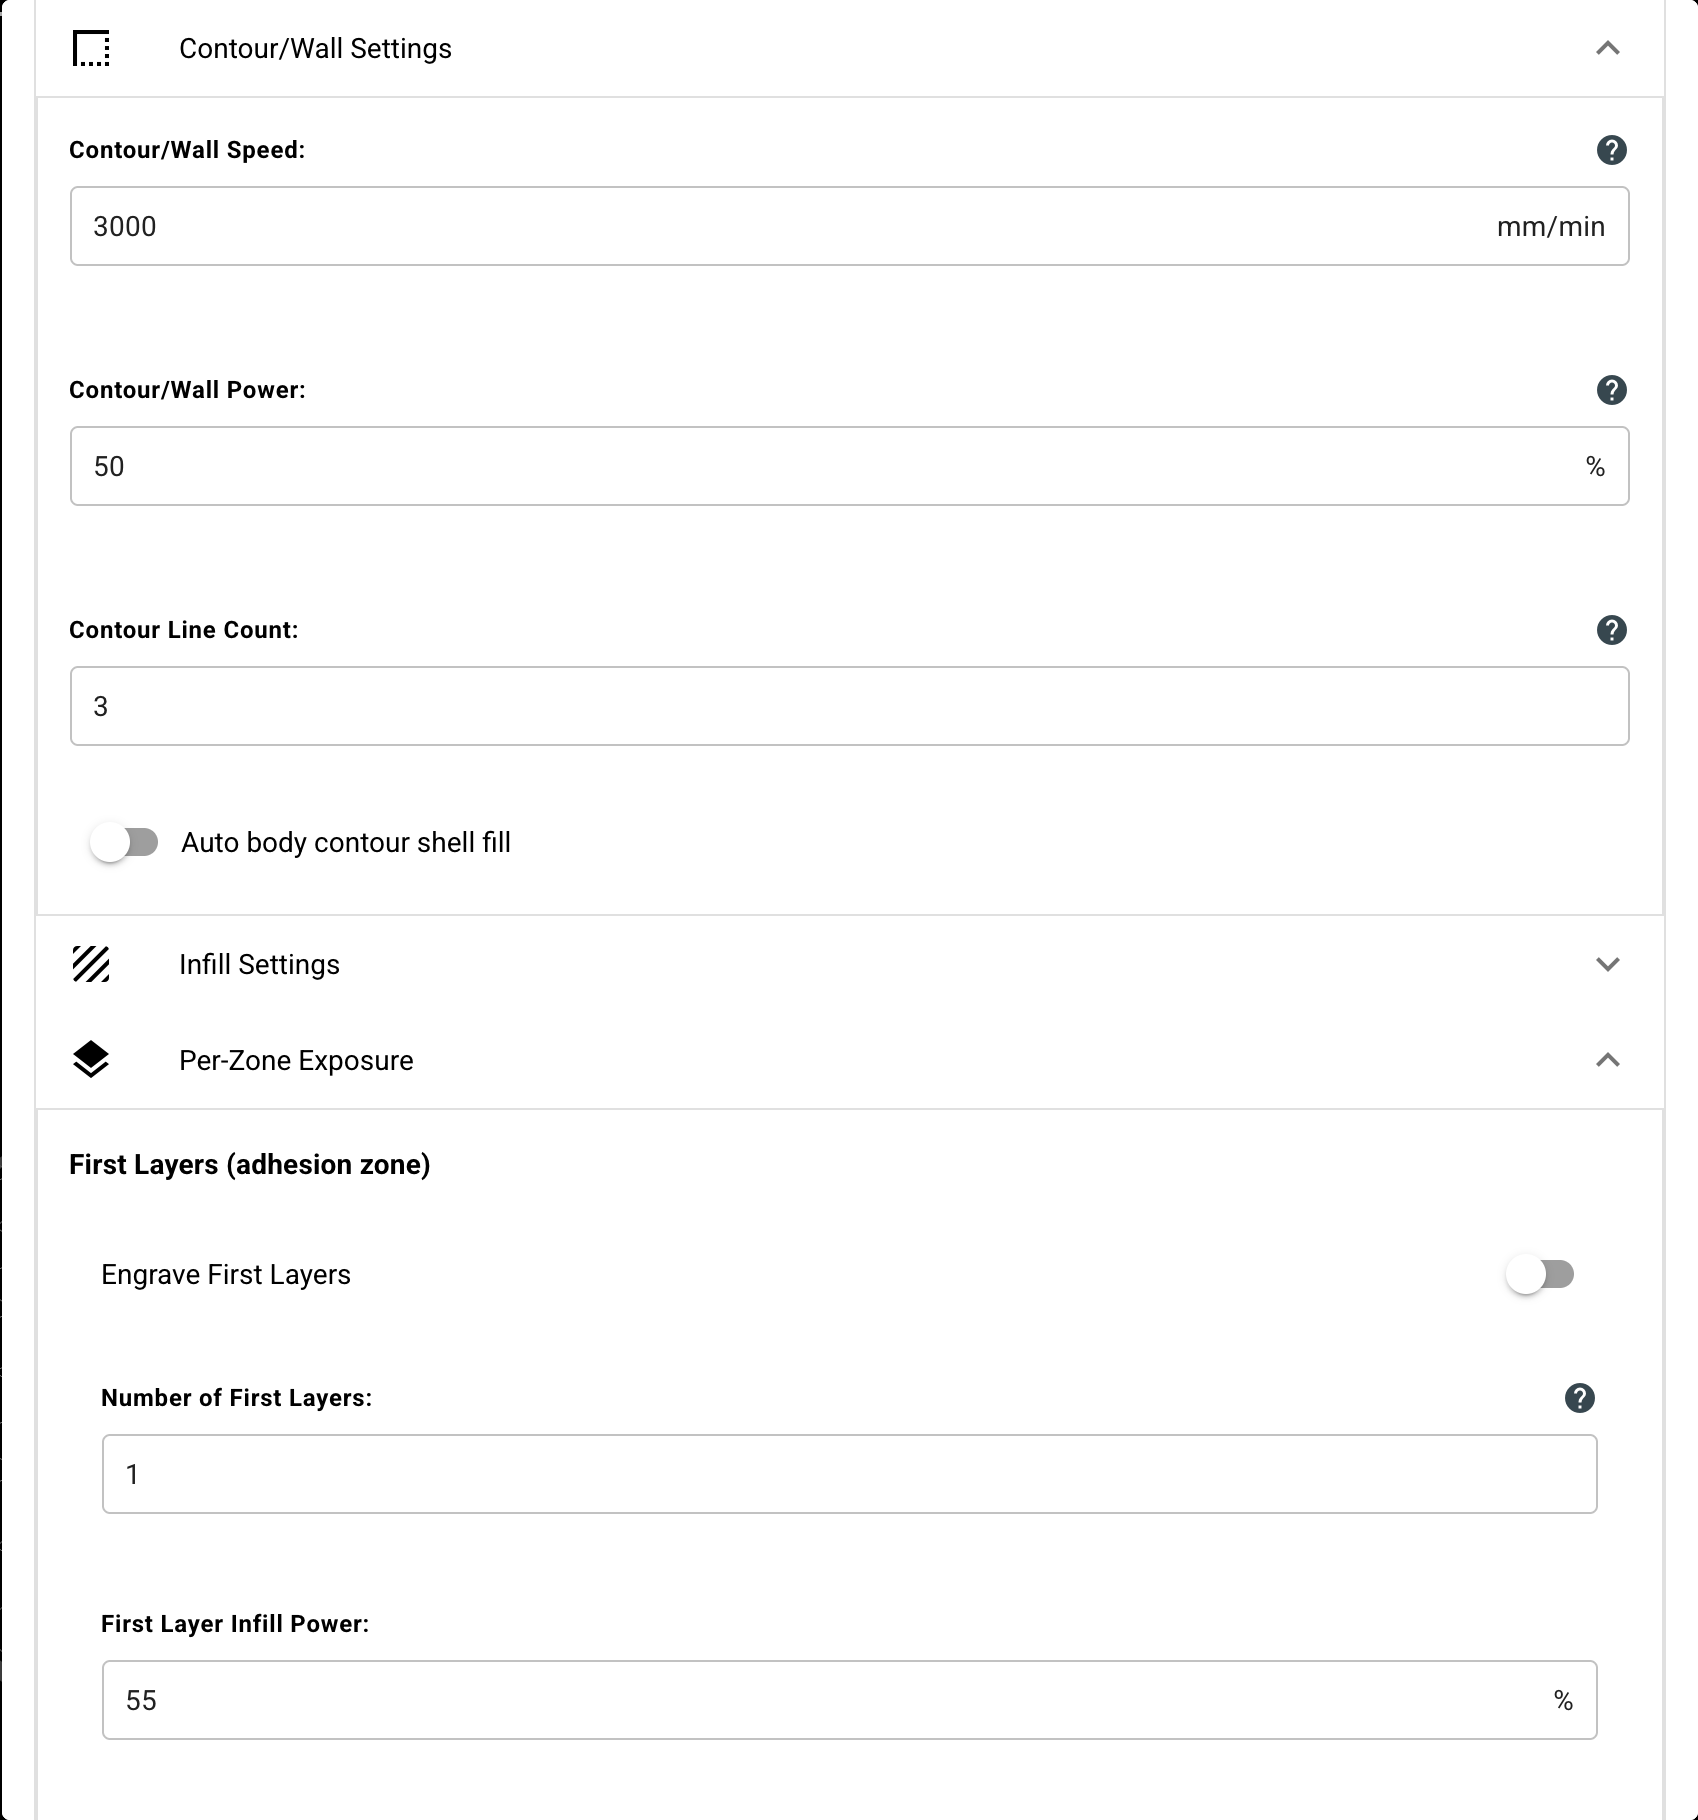 Contour/Wall Settings
Contour/Wall Speed:
3000 mm/min
Contour/Wall Power:
50 %
Contour Line Count:
3
Auto body contour shell fill
Infill Settings
Per-Zone Exposure
First Layers (adhesion zone)
Engrave First Layers
Number of First Layers:
1
First Layer Infill Power:
55 %